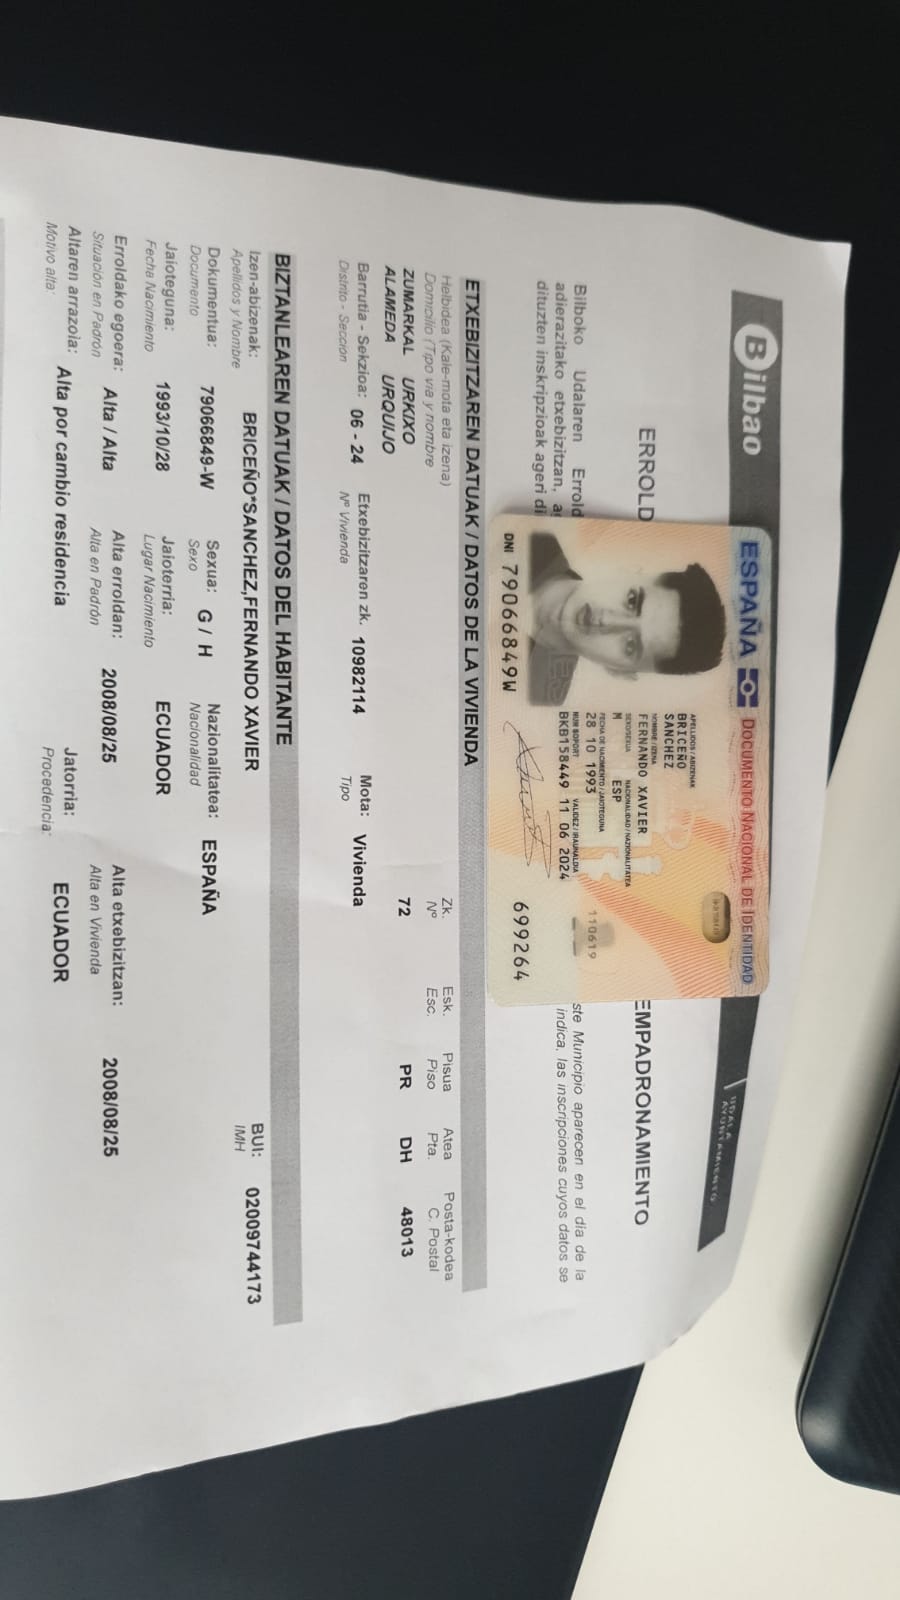 Bilbao
UDALA
AYUNTAMIENTO
ERROLD
EMPADRONAMIENTO
Bilboko Udalaren Errold
adierazitako etxebizitzan,
dituzten inskripzioak ageri di
ste Municipio aparecen en el día de la
indica, las inscripciones cuyos datos se
ESPAÑA
DOCUMENTO NACIONAL DE IDENTIDAD
APELLIDOS / ABIZENAK
BRICEÑO
SANCHEZ
NOMBRE / IZENA
FERNANDO XAVIER
SEXO/SEXUA NACIONALIDAD / NAZIONALITATEA
M ESP
FECHA DE NACIMIENTO / JAIOTEGUNA
28 10 1993
NUM SOPORT VALIDEZ / IRAUNALDIA
BKB158449 11 06 2024
110619
DNI 79066849W
699264
ETXEBIZITZAREN DATUAK / DATOS DE LA VIVIENDA
Helbidea (Kale-mota eta izena) Zk. Esk. Pisua Atea Posta-kodea
Domicilio (Tipo vía y nombre Nº Esc. Piso Pta. C. Postal
ZUMARKAL URKIXO 72 PR DH 48013
ALAMEDA URQUIJO
Barrutia - Sekzioa: 06 - 24 Etxebizitzaren zk. 10982114 Mota: Vivienda
Distrito - Sección Nº Vivienda Tipo
BIZTANLEAREN DATUAK / DATOS DEL HABITANTE
Izen-abizenak: BRICEÑO*SANCHEZ,FERNANDO XAVIER BUI: 02009744173
Apellidos y Nombre IMH
Dokumentua: 79066849-W Sexua: G / H Nazionalitatea: ESPAÑA
Documento Sexo Nacionalidad
Jaioteguna: 1993/10/28 Jaioterria: ECUADOR
Fecha Nacimiento Lugar Nacimiento
Erroldako egoera: Alta / Alta Alta erroldan: 2008/08/25 Alta etxebizitzan: 2008/08/25
Situación en Padrón Alta en Padrón Alta en Vivienda
Altaren arrazoia: Alta por cambio residencia Jatorria: ECUADOR
Motivo alta: Procedencia: